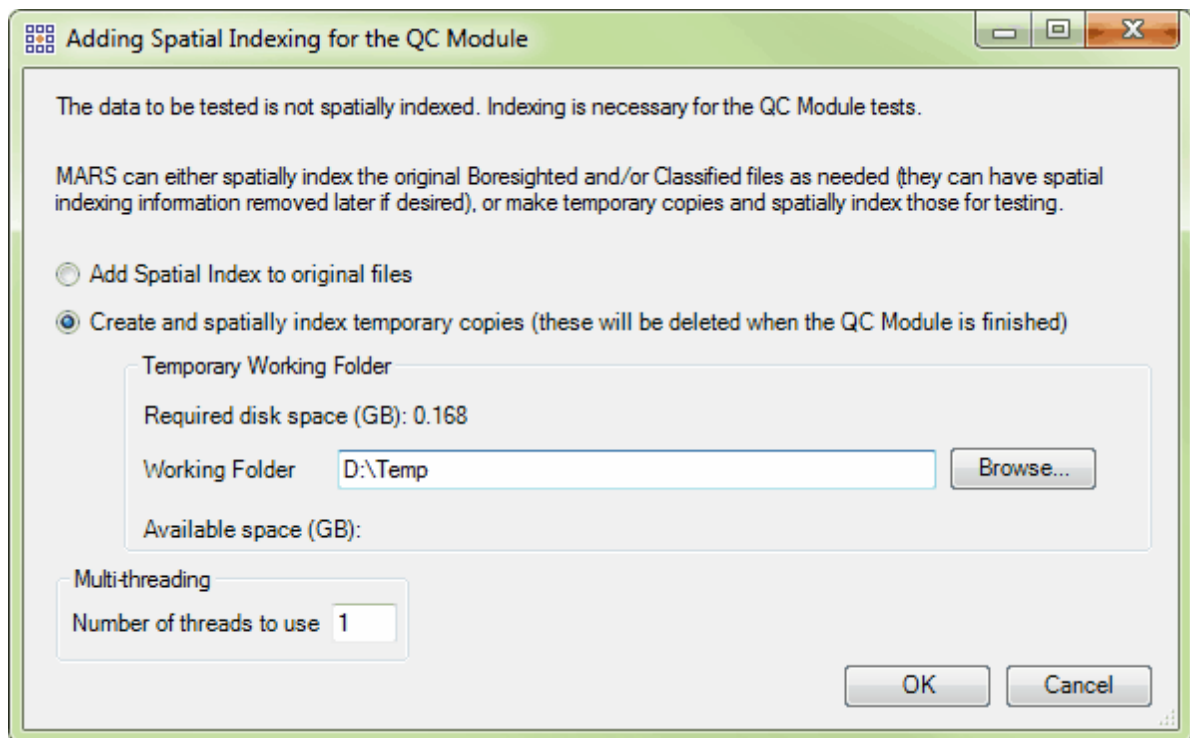 Adding Spatial Indexing for the QC Module
The data to be tested is not spatially indexed. Indexing is necessary for the QC Module tests.
MARS can either spatially index the original Boresighted and/or Classified files as needed (they can have spatial
indexing information removed later if desired), or make temporary copies and spatially index those for testing.
Add Spatial Index to original files
Create and spatially index temporary copies (these will be deleted when the QC Module is finished)
Temporary Working Folder
Required disk space (GB): 0.168
Working Folder D:\Temp Browse...
Available space (GB):
Multi-threading
Number of threads to use 1
OK Cancel